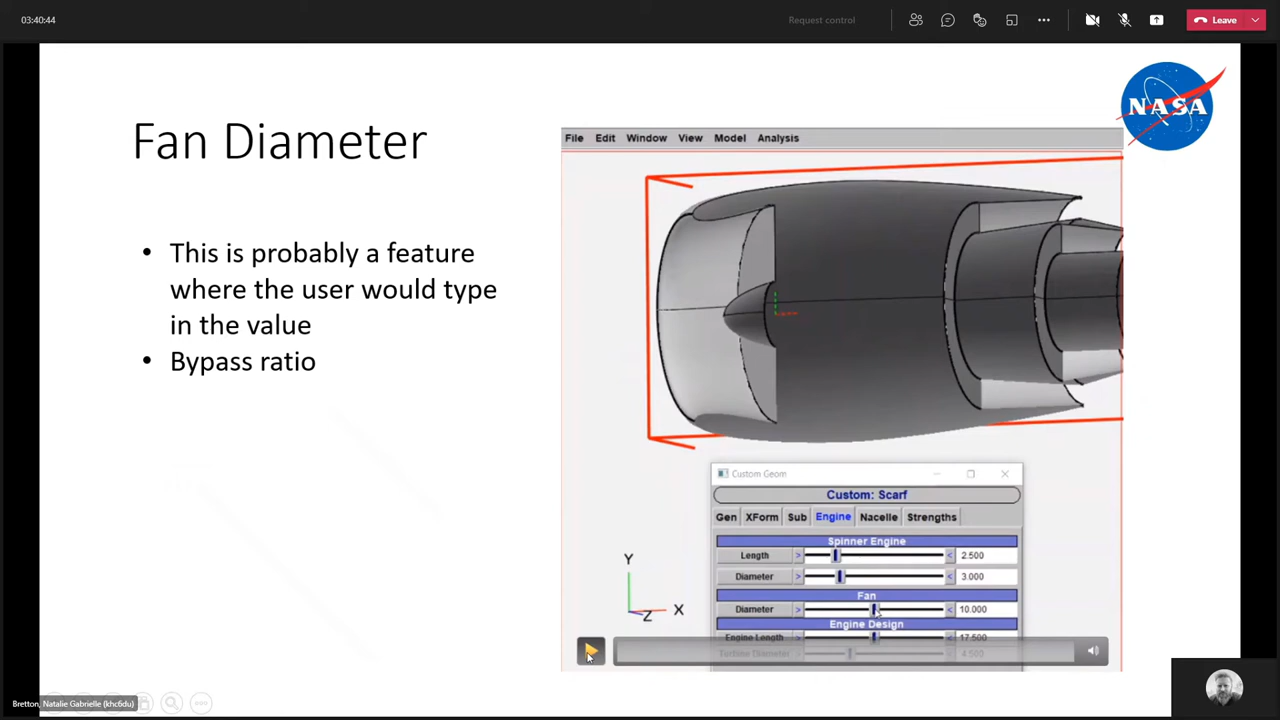 03:40:44
Request control
Leave
NASA
Fan Diameter
• This is probably a feature
where the user would type
in the value
• Bypass ratio
File Edit Window View Model Analysis
Custom Geom
Custom: Scarf
Gen XForm Sub Engine Nacelle Strengths
Spinner Engine
Length > < 2.500
Diameter > < 3.000
Fan
Diameter > < 10.000
Engine Design
Engine Length > < 17.500
Turbine Diameter > < 4.500
Y
X
Z
Bretton, Natalie Gabrielle (khc6du)